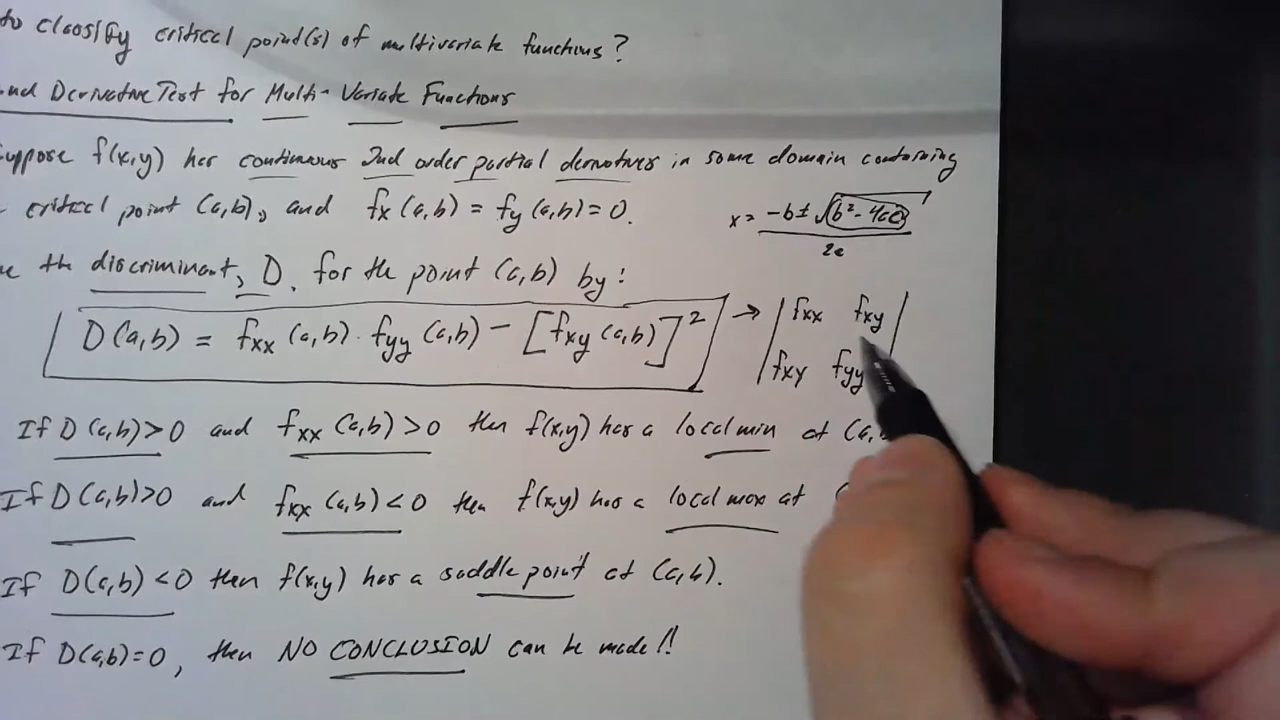 to classify critical point(s) of multivariate functions?
nd Derivative Test for Multi-Variate Functions
uppose f(x,y) has continuous 2nd order partial derivatives in some domain containing
critical point (a,b), and fx (a,b) = fy (a,b) = 0.
x = -b ± √b² - 4ac / 2a
e the discriminant, D, for the point (a,b) by:
D(a,b) = fxx (a,b) · fyy (a,b) - [fxy (a,b)]² → | fxx fxy |
| fxy fyy |
If D(a,b) > 0 and fxx (a,b) > 0 then f(x,y) has a local min at (a,
If D(a,b) > 0 and fxx (a,b) < 0 then f(x,y) has a local max at (
If D(a,b) < 0 then f(x,y) has a saddle point at (a,b).
If D(a,b) = 0, then NO CONCLUSION can be made!!